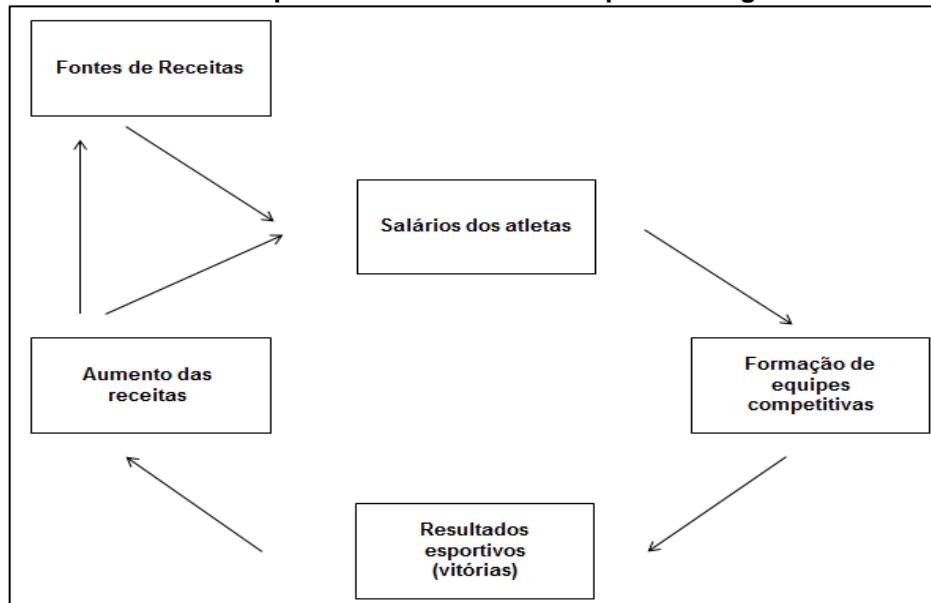 Fontes de Receitas
Salários dos atletas
Aumento das
receitas
Formação de
equipes
competitivas
Resultados
esportivos
(vitórias)